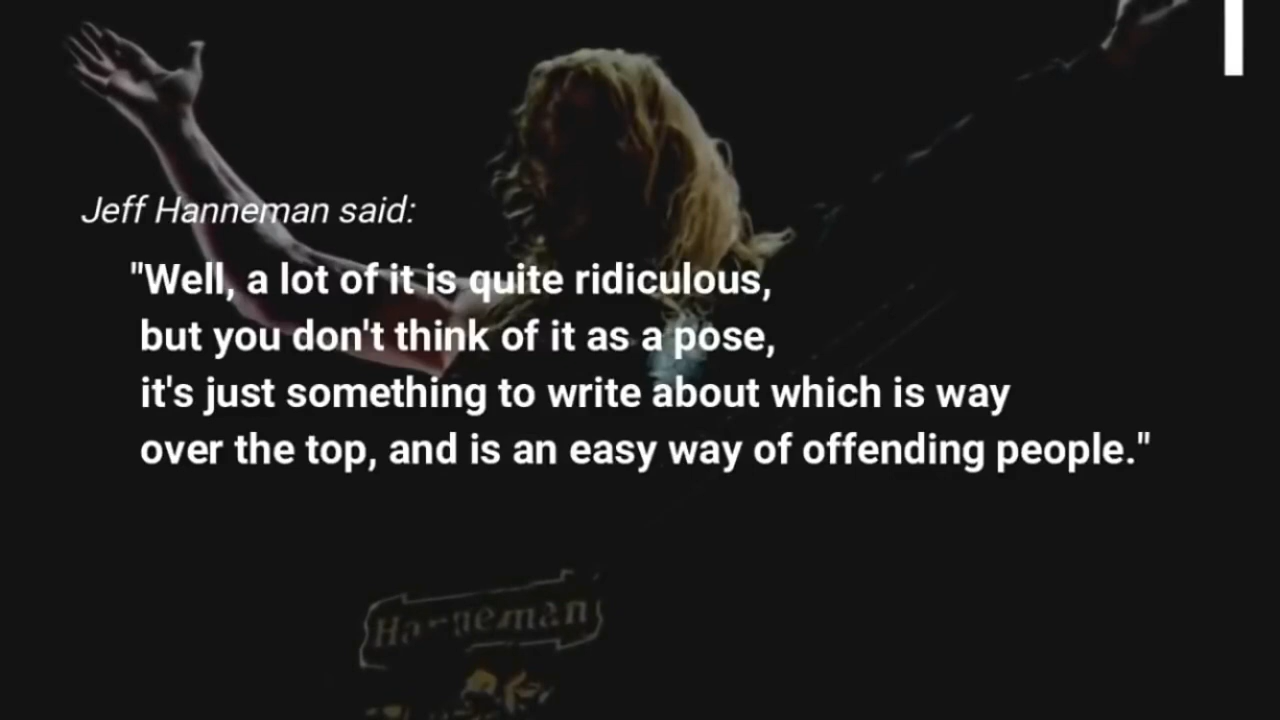 Jeff Hanneman said:
"Well, a lot of it is quite ridiculous,
but you don't think of it as a pose,
it's just something to write about which is way
over the top, and is an easy way of offending people."
Hanneman